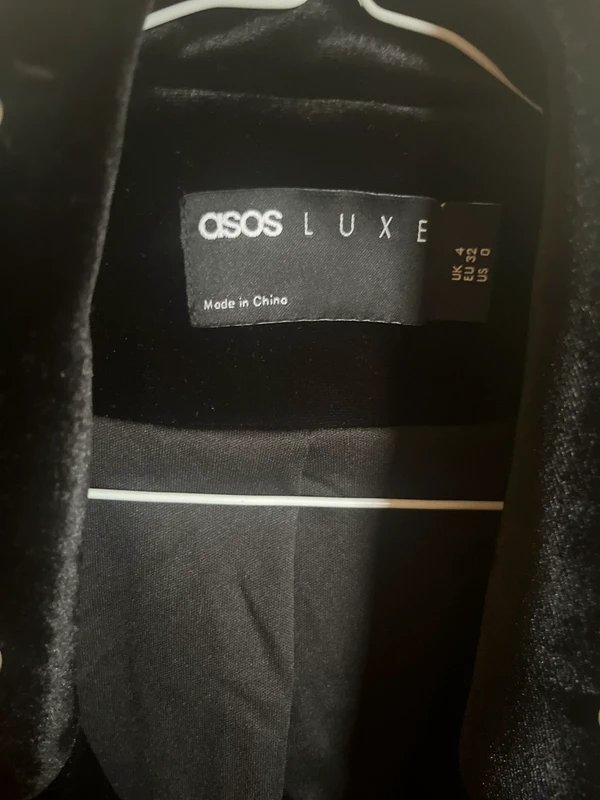 asos LUXE
Made in China
UK 4
EU 32
US 0